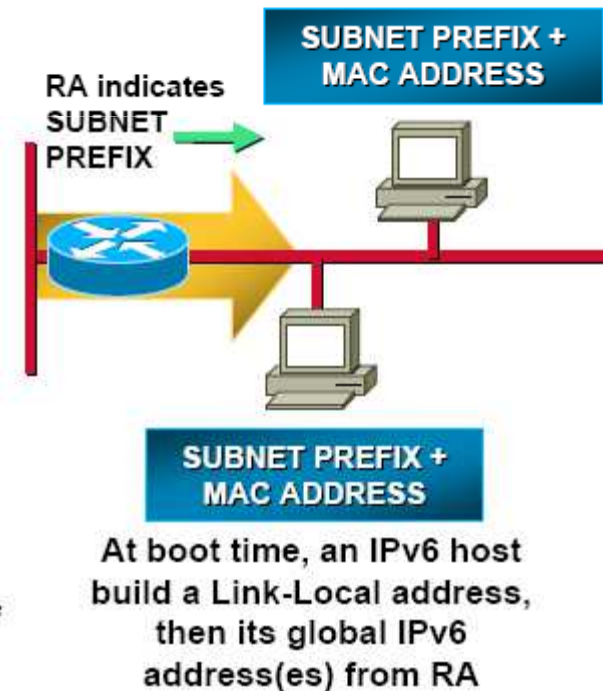 SUBNET PREFIX +
MAC ADDRESS
RA indicates
SUBNET
PREFIX
SUBNET PREFIX +
MAC ADDRESS
At boot time, an IPv6 host
build a Link-Local address,
then its global IPv6
address(es) from RA